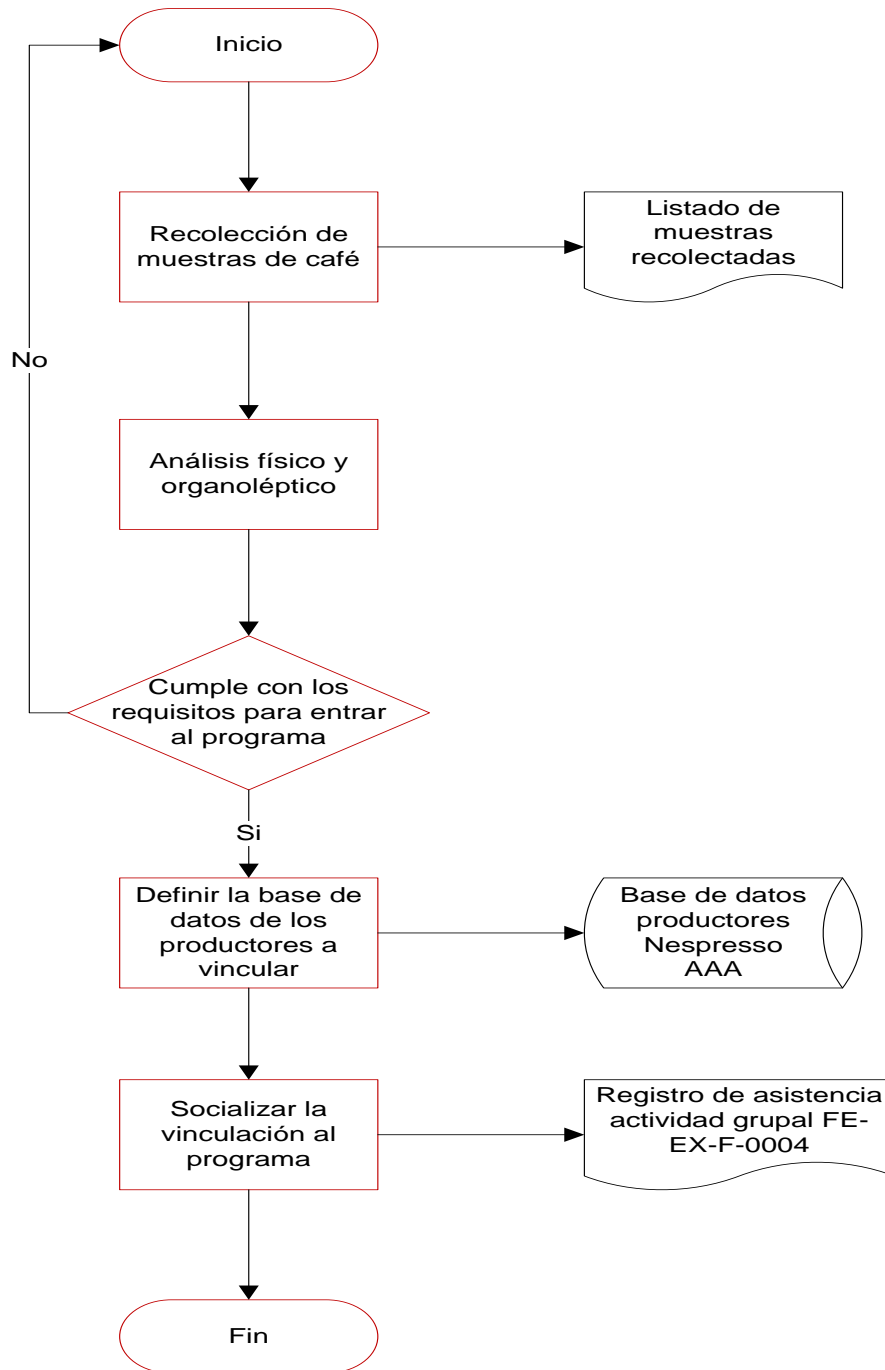 Inicio
Recolección de
muestras de café
Listado de
muestras
recolectadas
No
Análisis físico y
organoléptico
Cumple con los
requisitos para entrar
al programa
Si
Definir la base de
datos de los
productores a
vincular
Base de datos
productores
Nespresso
AAA
Socializar la
vinculación al
programa
Registro de asistencia
actividad grupal FE-
EX-F-0004
Fin